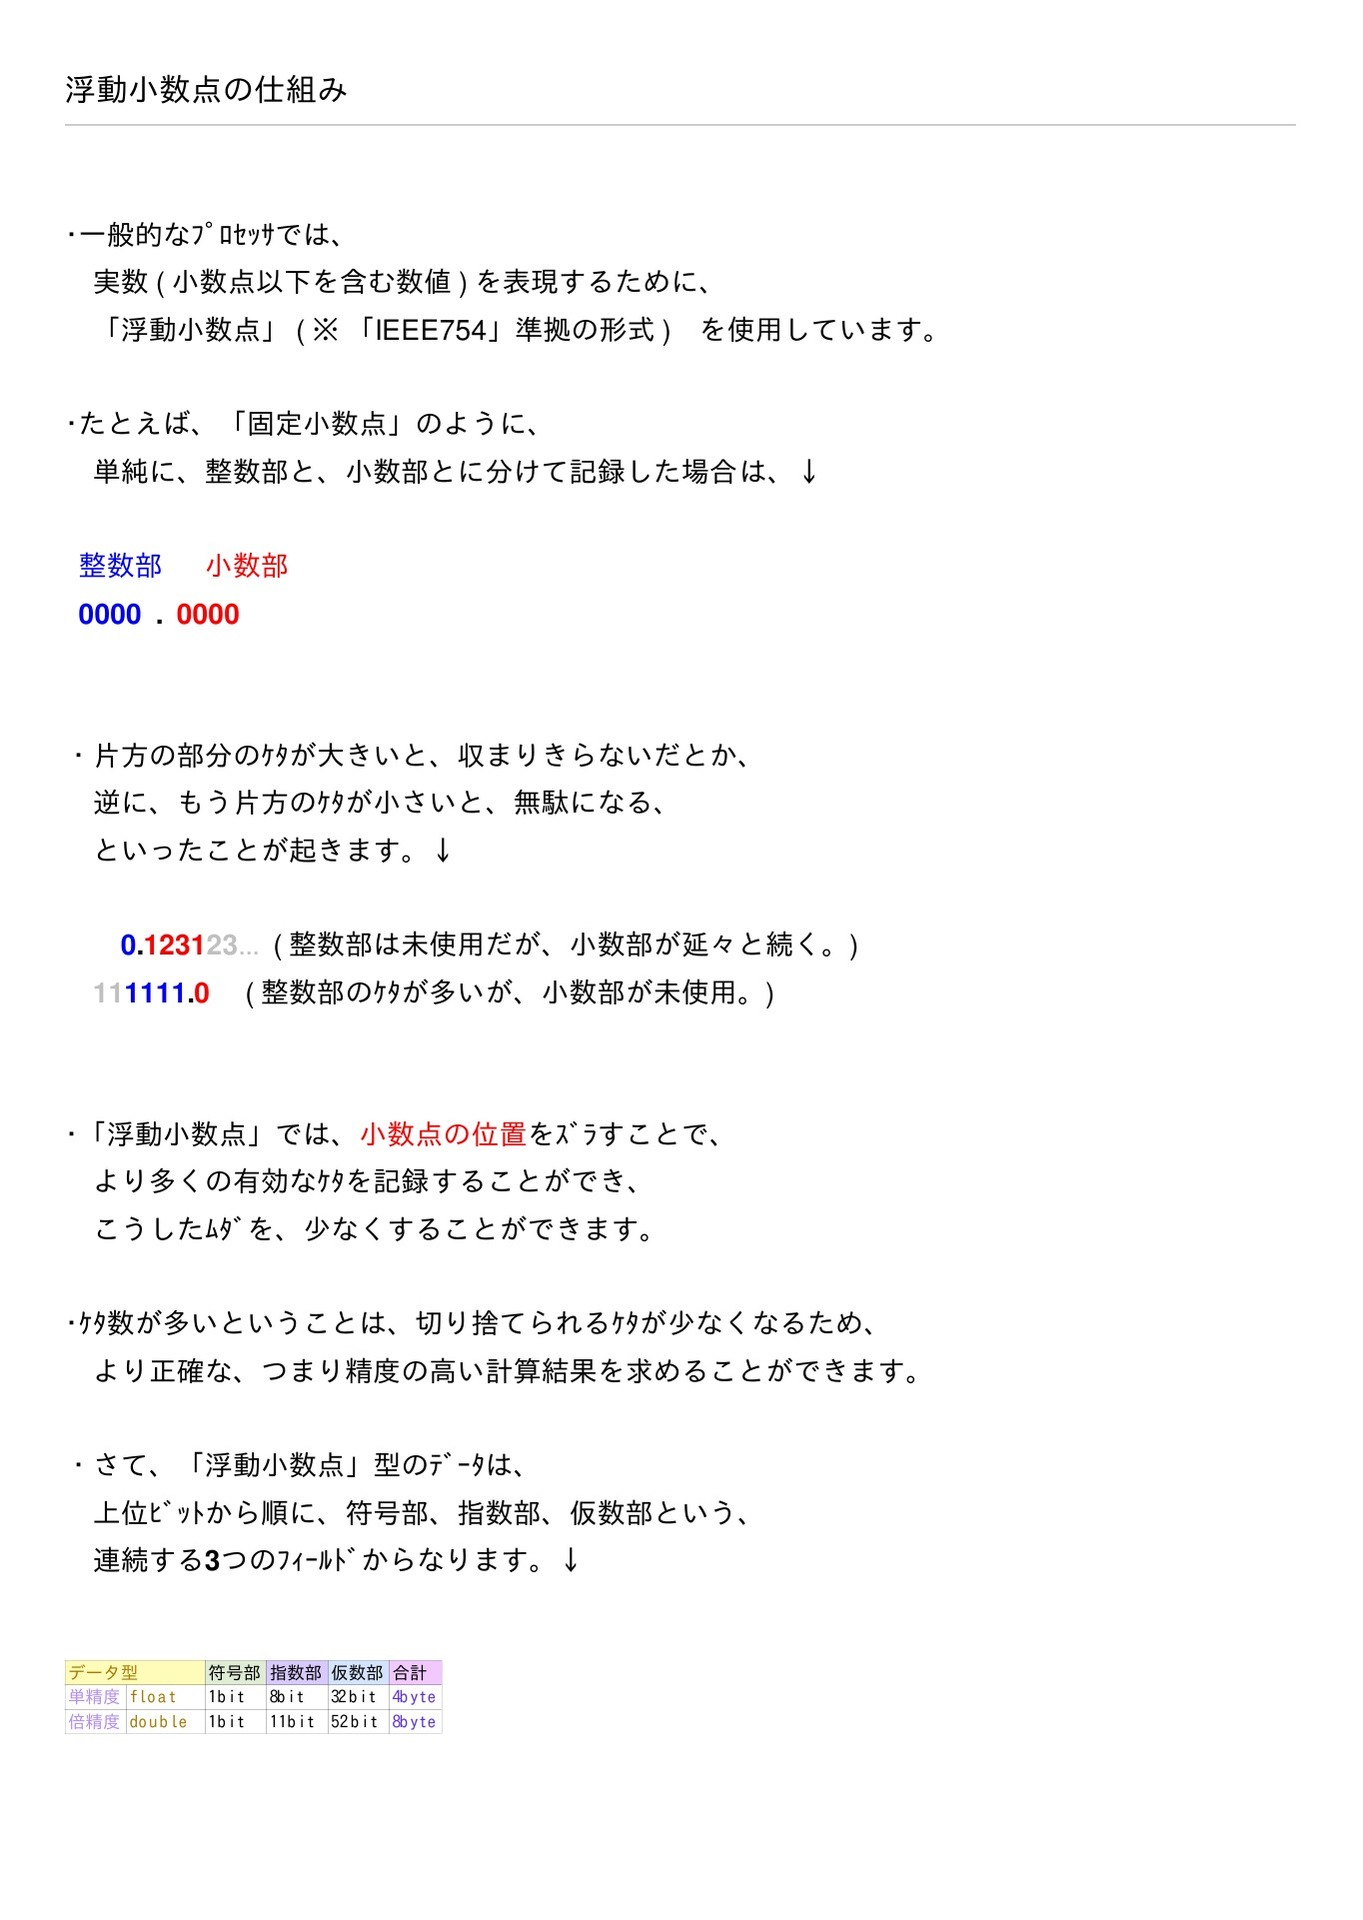 浮動小数点の仕組み
･一般的なﾌﾟﾛｾｯｻでは、
実数 ( 小数点以下を含む数値 ) を表現するために、
「浮動小数点」 ( ※ 「IEEE754」準拠の形式 ) を使用しています。
･たとえば、「固定小数点」のように、
単純に、整数部と、小数部とに分けて記録した場合は、↓
整数部 小数部
0000 . 0000
･ 片方の部分のｹﾀが大きいと、収まりきらないだとか、
逆に、もう片方のｹﾀが小さいと、無駄になる、
といったことが起きます。↓
0.123123... ( 整数部は未使用だが、小数部が延々と続く。)
111111.0 ( 整数部のｹﾀが多いが、小数部が未使用。)
･「浮動小数点」では、小数点の位置をｽﾞﾗすことで、
より多くの有効なｹﾀを記録することができ、
こうしたﾑﾀﾞを、少なくすることができます。
･ｹﾀ数が多いということは、切り捨てられるｹﾀが少なくなるため、
より正確な、つまり精度の高い計算結果を求めることができます。
･ さて、「浮動小数点」型のﾃﾞｰﾀは、
上位ﾋﾞｯﾄから順に、符号部、指数部、仮数部という、
連続する3つのﾌｨｰﾙﾄﾞからなります。↓
データ型 符号部 指数部 仮数部 合計
単精度 float 1bit 8bit 32bit 4byte
倍精度 double 1bit 11bit 52bit 8byte